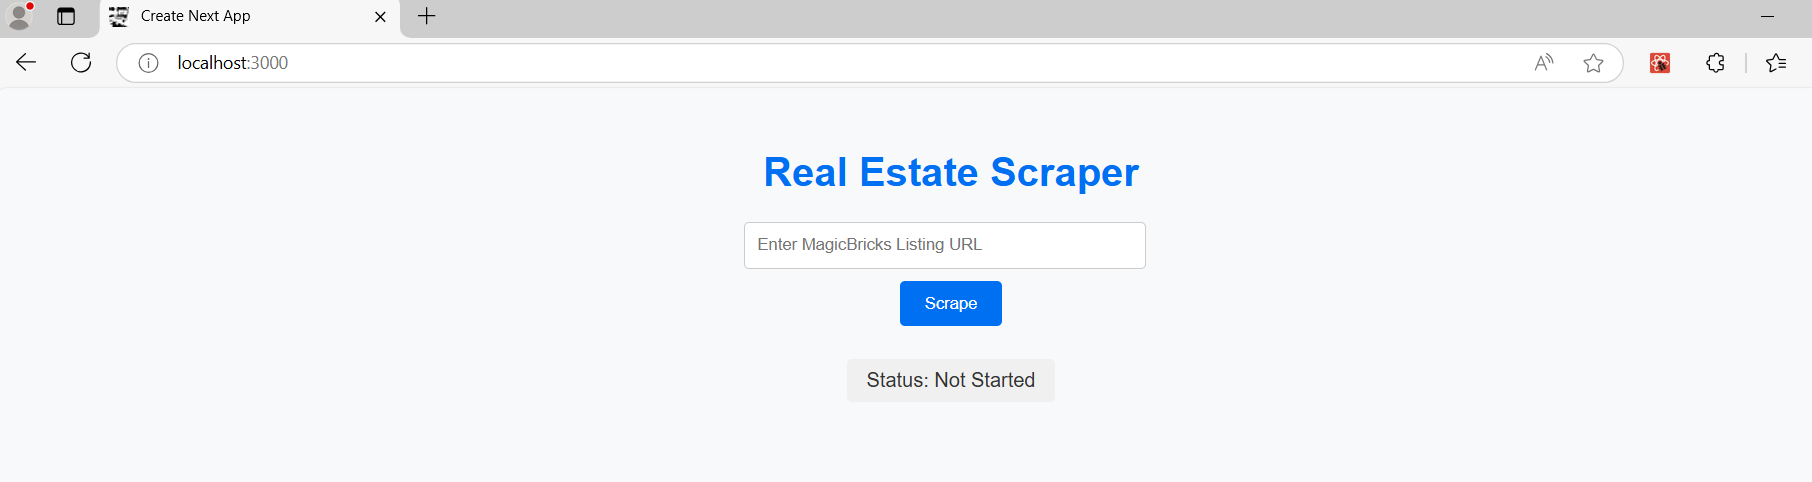 Create Next App
localhost:3000
Real Estate Scraper
Enter MagicBricks Listing URL
Scrape
Status: Not Started